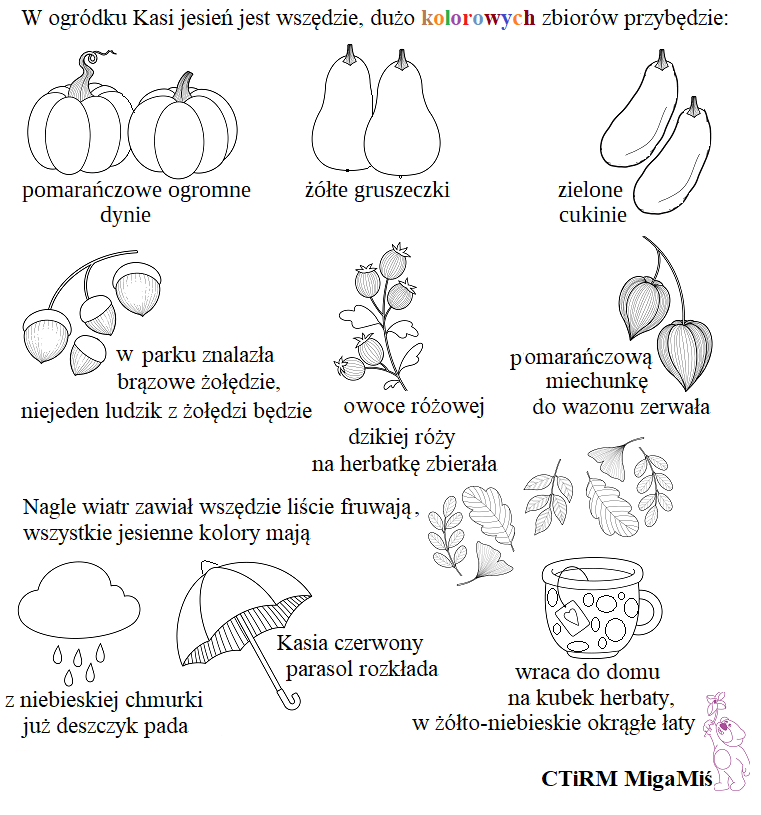 W ogródku Kasi jesień jest wszędzie, dużo kolorowych zbiorów przybędzie:
pomarańczowe ogromne
dynie
żółte gruszeczki
zielone
cukinie
w parku znalazła
brązowe żołędzie,
niejeden ludzik z żołędzi będzie
owoce różowej
dzikiej róży
na herbatkę zbierała
pomarańczową
miechunkę
do wazonu zerwała
Nagle wiatr zawiał wszędzie liście fruwają,
wszystkie jesienne kolory mają
z niebieskiej chmurki
już deszczyk pada
Kasia czerwony
parasol rozkłada
wraca do domu
na kubek herbaty,
w żółto-niebieskie okrągłe łaty
CTiRM MigaMiś